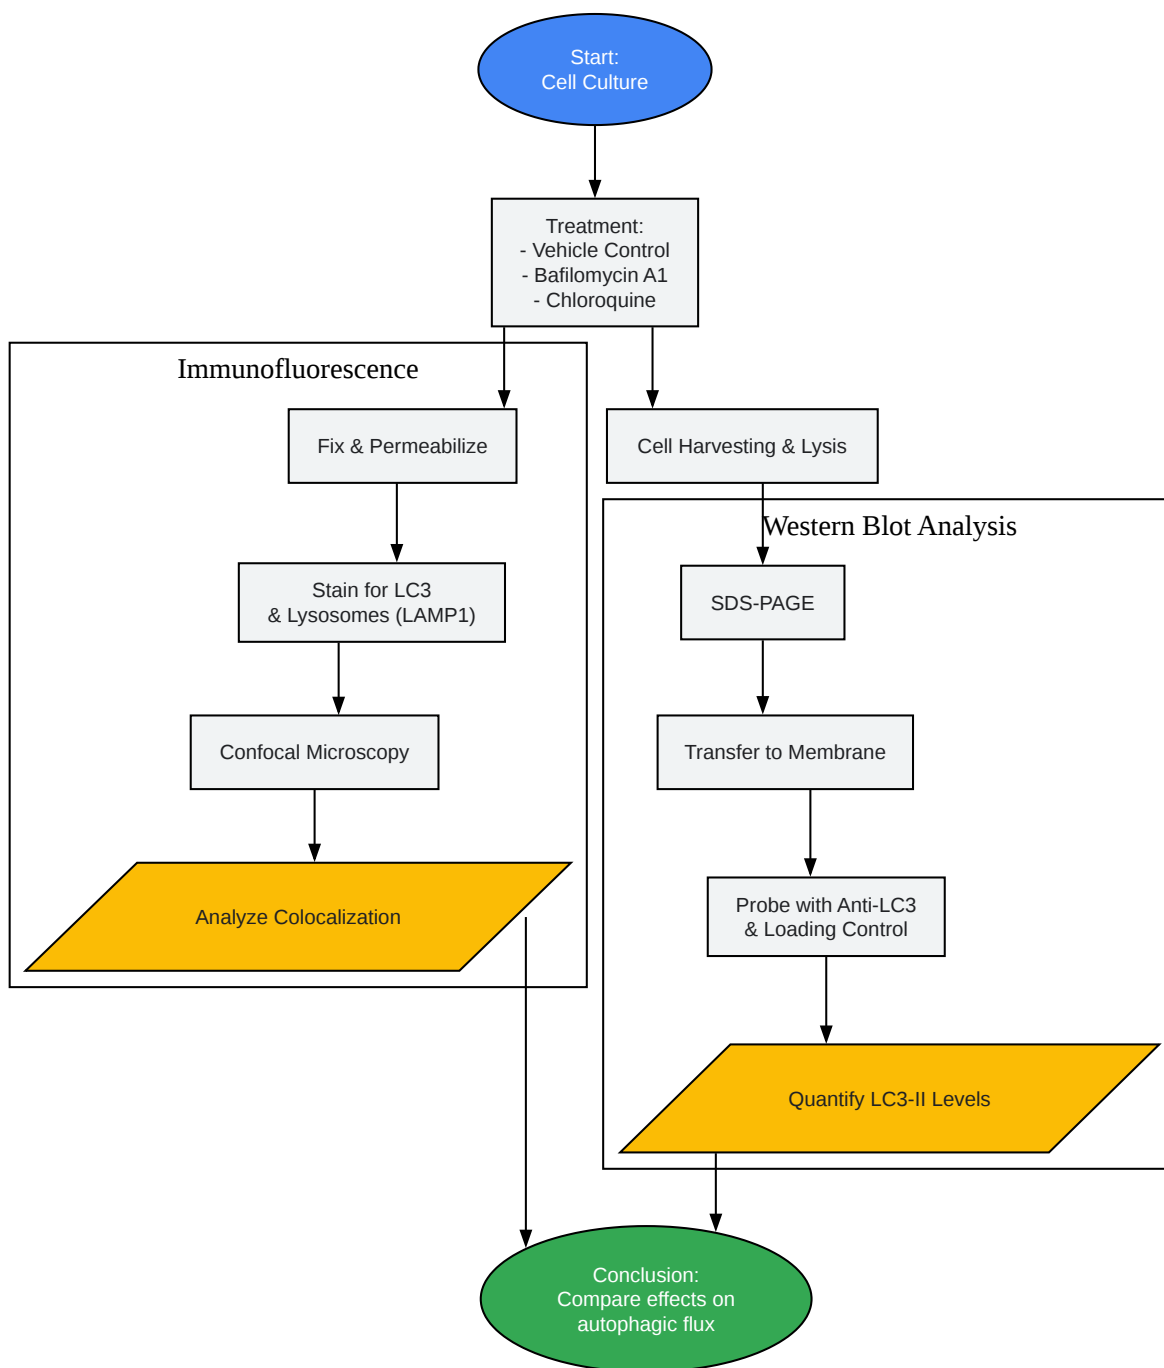 Start:
Cell Culture
Treatment:
- Vehicle Control
- Bafilomycin A1
- Chloroquine
Immunofluorescence
Fix & Permeabilize
Stain for LC3
& Lysosomes (LAMP1)
Confocal Microscopy
Analyze Colocalization
Cell Harvesting & Lysis
Western Blot Analysis
SDS-PAGE
Transfer to Membrane
Probe with Anti-LC3
& Loading Control
Quantify LC3-II Levels
Conclusion:
Compare effects on
autophagic flux